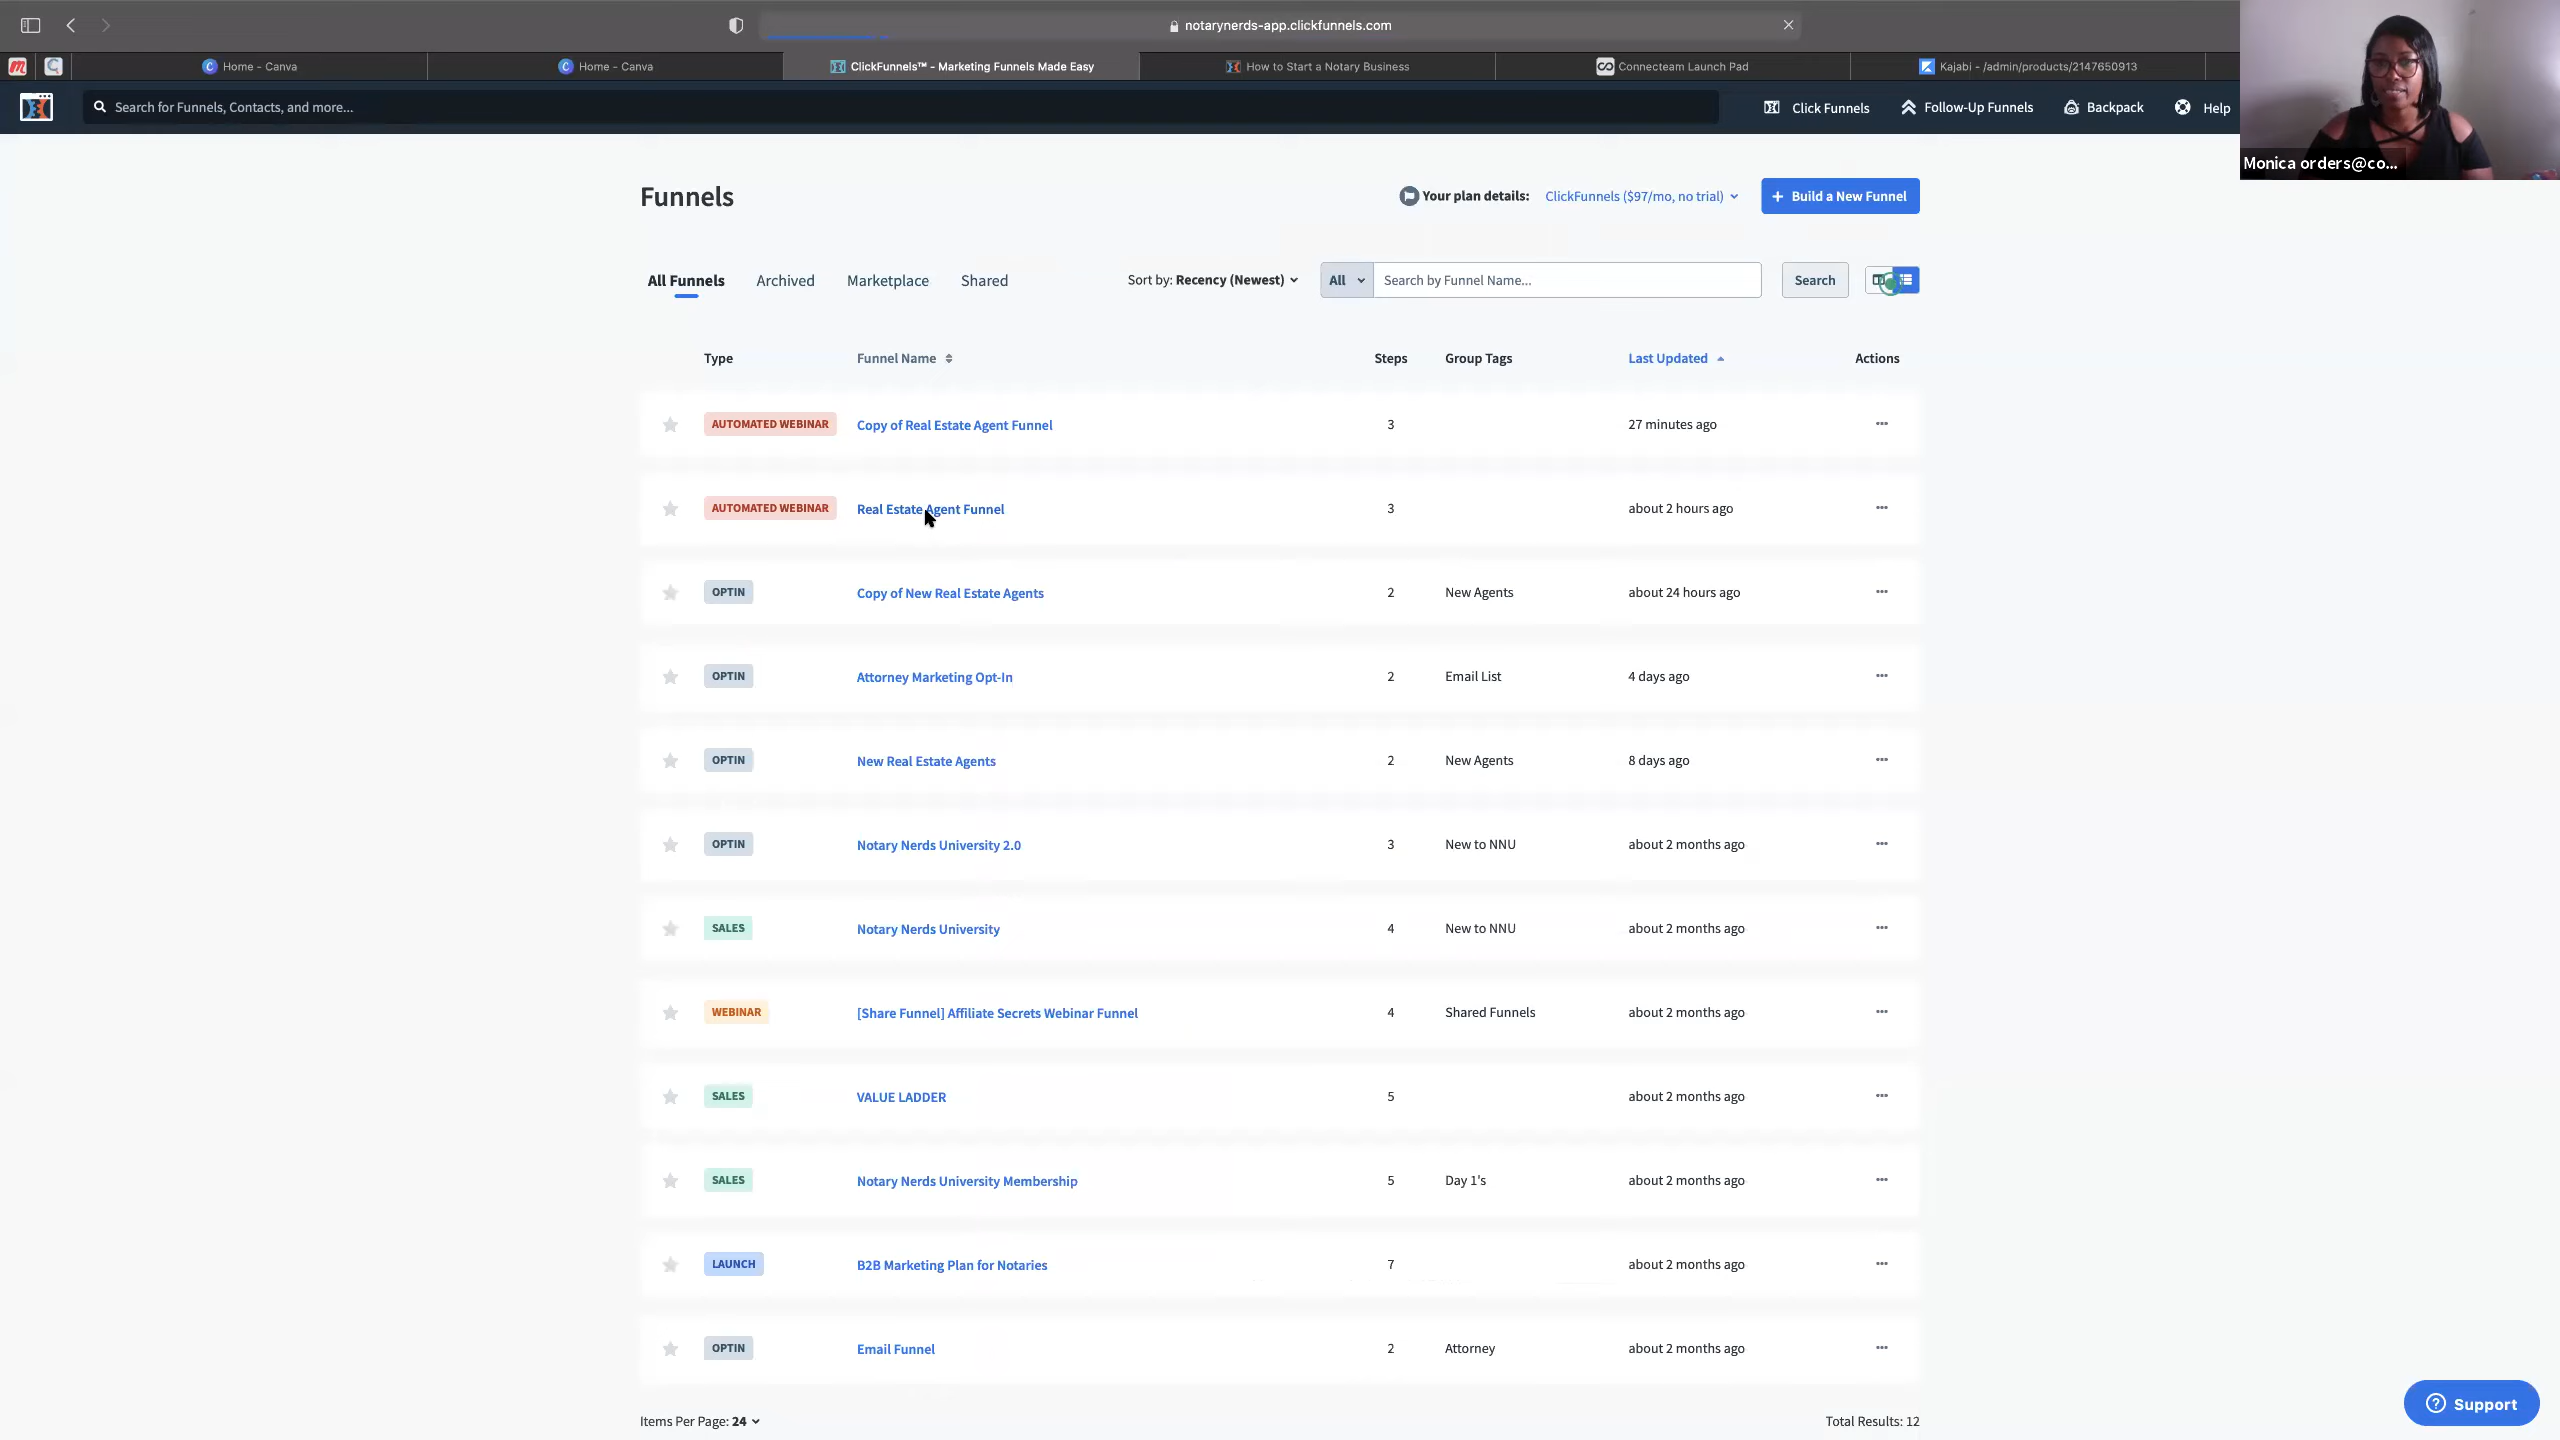 notarynerds-app.clickfunnels.com
Home - Canva
Home - Canva
ClickFunnels™ - Marketing Funnels Made Easy
How to Start a Notary Business
Connecteam Launch Pad
Kajabi - /admin/products/2147650913
Search for Funnels, Contacts, and more...
Click Funnels
Follow-Up Funnels
Backpack
Help
Monica orders@co...
Funnels
Your plan details: ClickFunnels ($97/mo, no trial)
+ Build a New Funnel
All Funnels Archived Marketplace Shared
Sort by: Recency (Newest)
All
Search by Funnel Name...
Search
Type Funnel Name Steps Group Tags Last Updated Actions
AUTOMATED WEBINAR Copy of Real Estate Agent Funnel 3 27 minutes ago
AUTOMATED WEBINAR Real Estate Agent Funnel 3 about 2 hours ago
OPTIN Copy of New Real Estate Agents 2 New Agents about 24 hours ago
OPTIN Attorney Marketing Opt-In 2 Email List 4 days ago
OPTIN New Real Estate Agents 2 New Agents 8 days ago
OPTIN Notary Nerds University 2.0 3 New to NNU about 2 months ago
SALES Notary Nerds University 4 New to NNU about 2 months ago
WEBINAR [Share Funnel] Affiliate Secrets Webinar Funnel 4 Shared Funnels about 2 months ago
SALES VALUE LADDER 5 about 2 months ago
SALES Notary Nerds University Membership 5 Day 1's about 2 months ago
LAUNCH B2B Marketing Plan for Notaries 7 about 2 months ago
OPTIN Email Funnel 2 Attorney about 2 months ago
Items Per Page: 24
Total Results: 12
Support